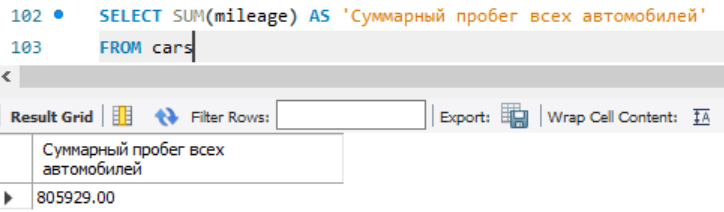 102 SELECT SUM(mileage) AS 'Суммарный пробег всех автомобилей'
103 FROM cars
Result Grid Filter Rows: Export: Wrap Cell Content: IA
Суммарный пробег всех
автомобилей
805929.00